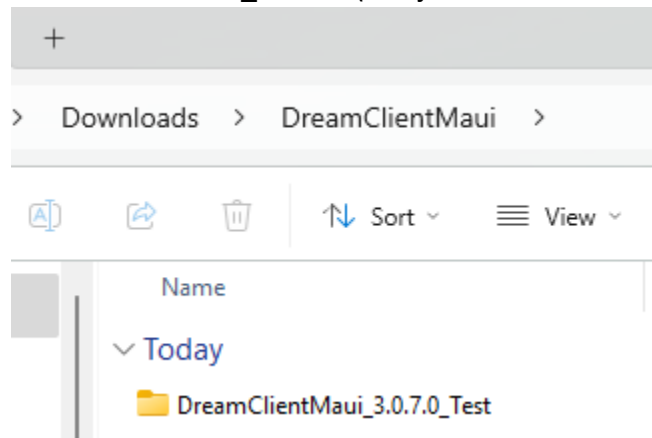 +
> Downloads > DreamClientMaui >
Sort View
Name
Today
DreamClientMaui_3.0.7.0_Test